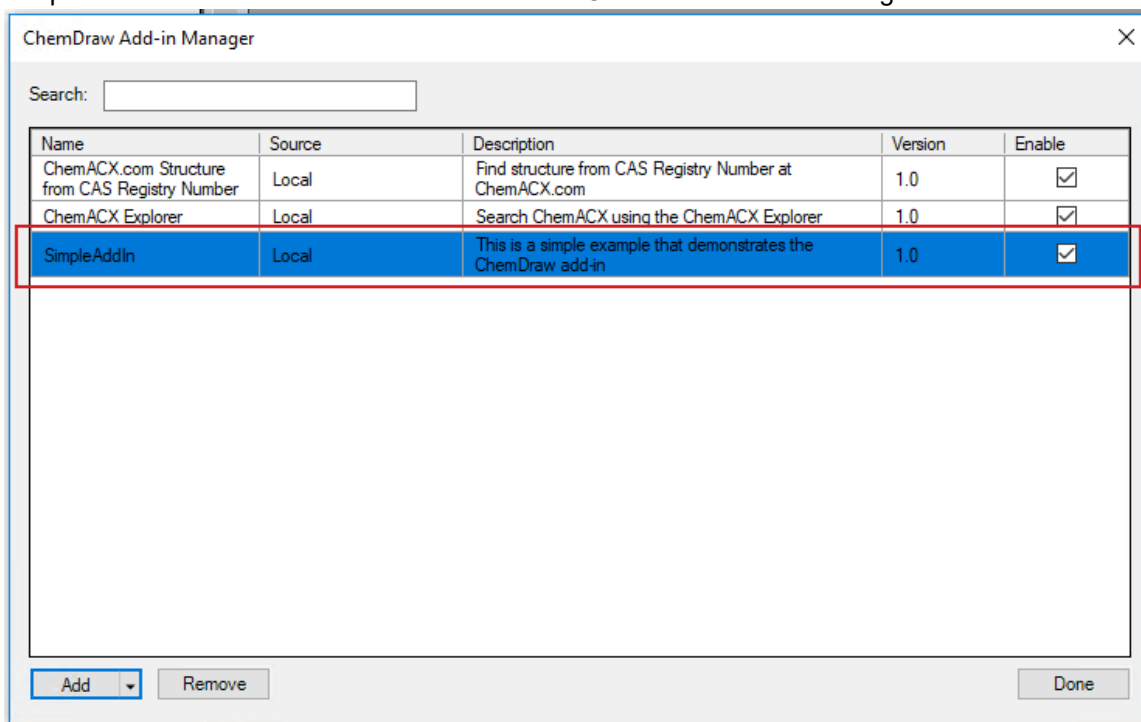 ChemDraw Add-in Manager
Search:
Name Source Description Version Enable
ChemACX.com Structure
from CAS Registry Number Local Find structure from CAS Registry Number at
ChemACX.com 1.0
ChemACX Explorer Local Search ChemACX using the ChemACX Explorer 1.0
SimpleAddIn Local This is a simple example that demonstrates the
ChemDraw add-in 1.0
Add Remove Done